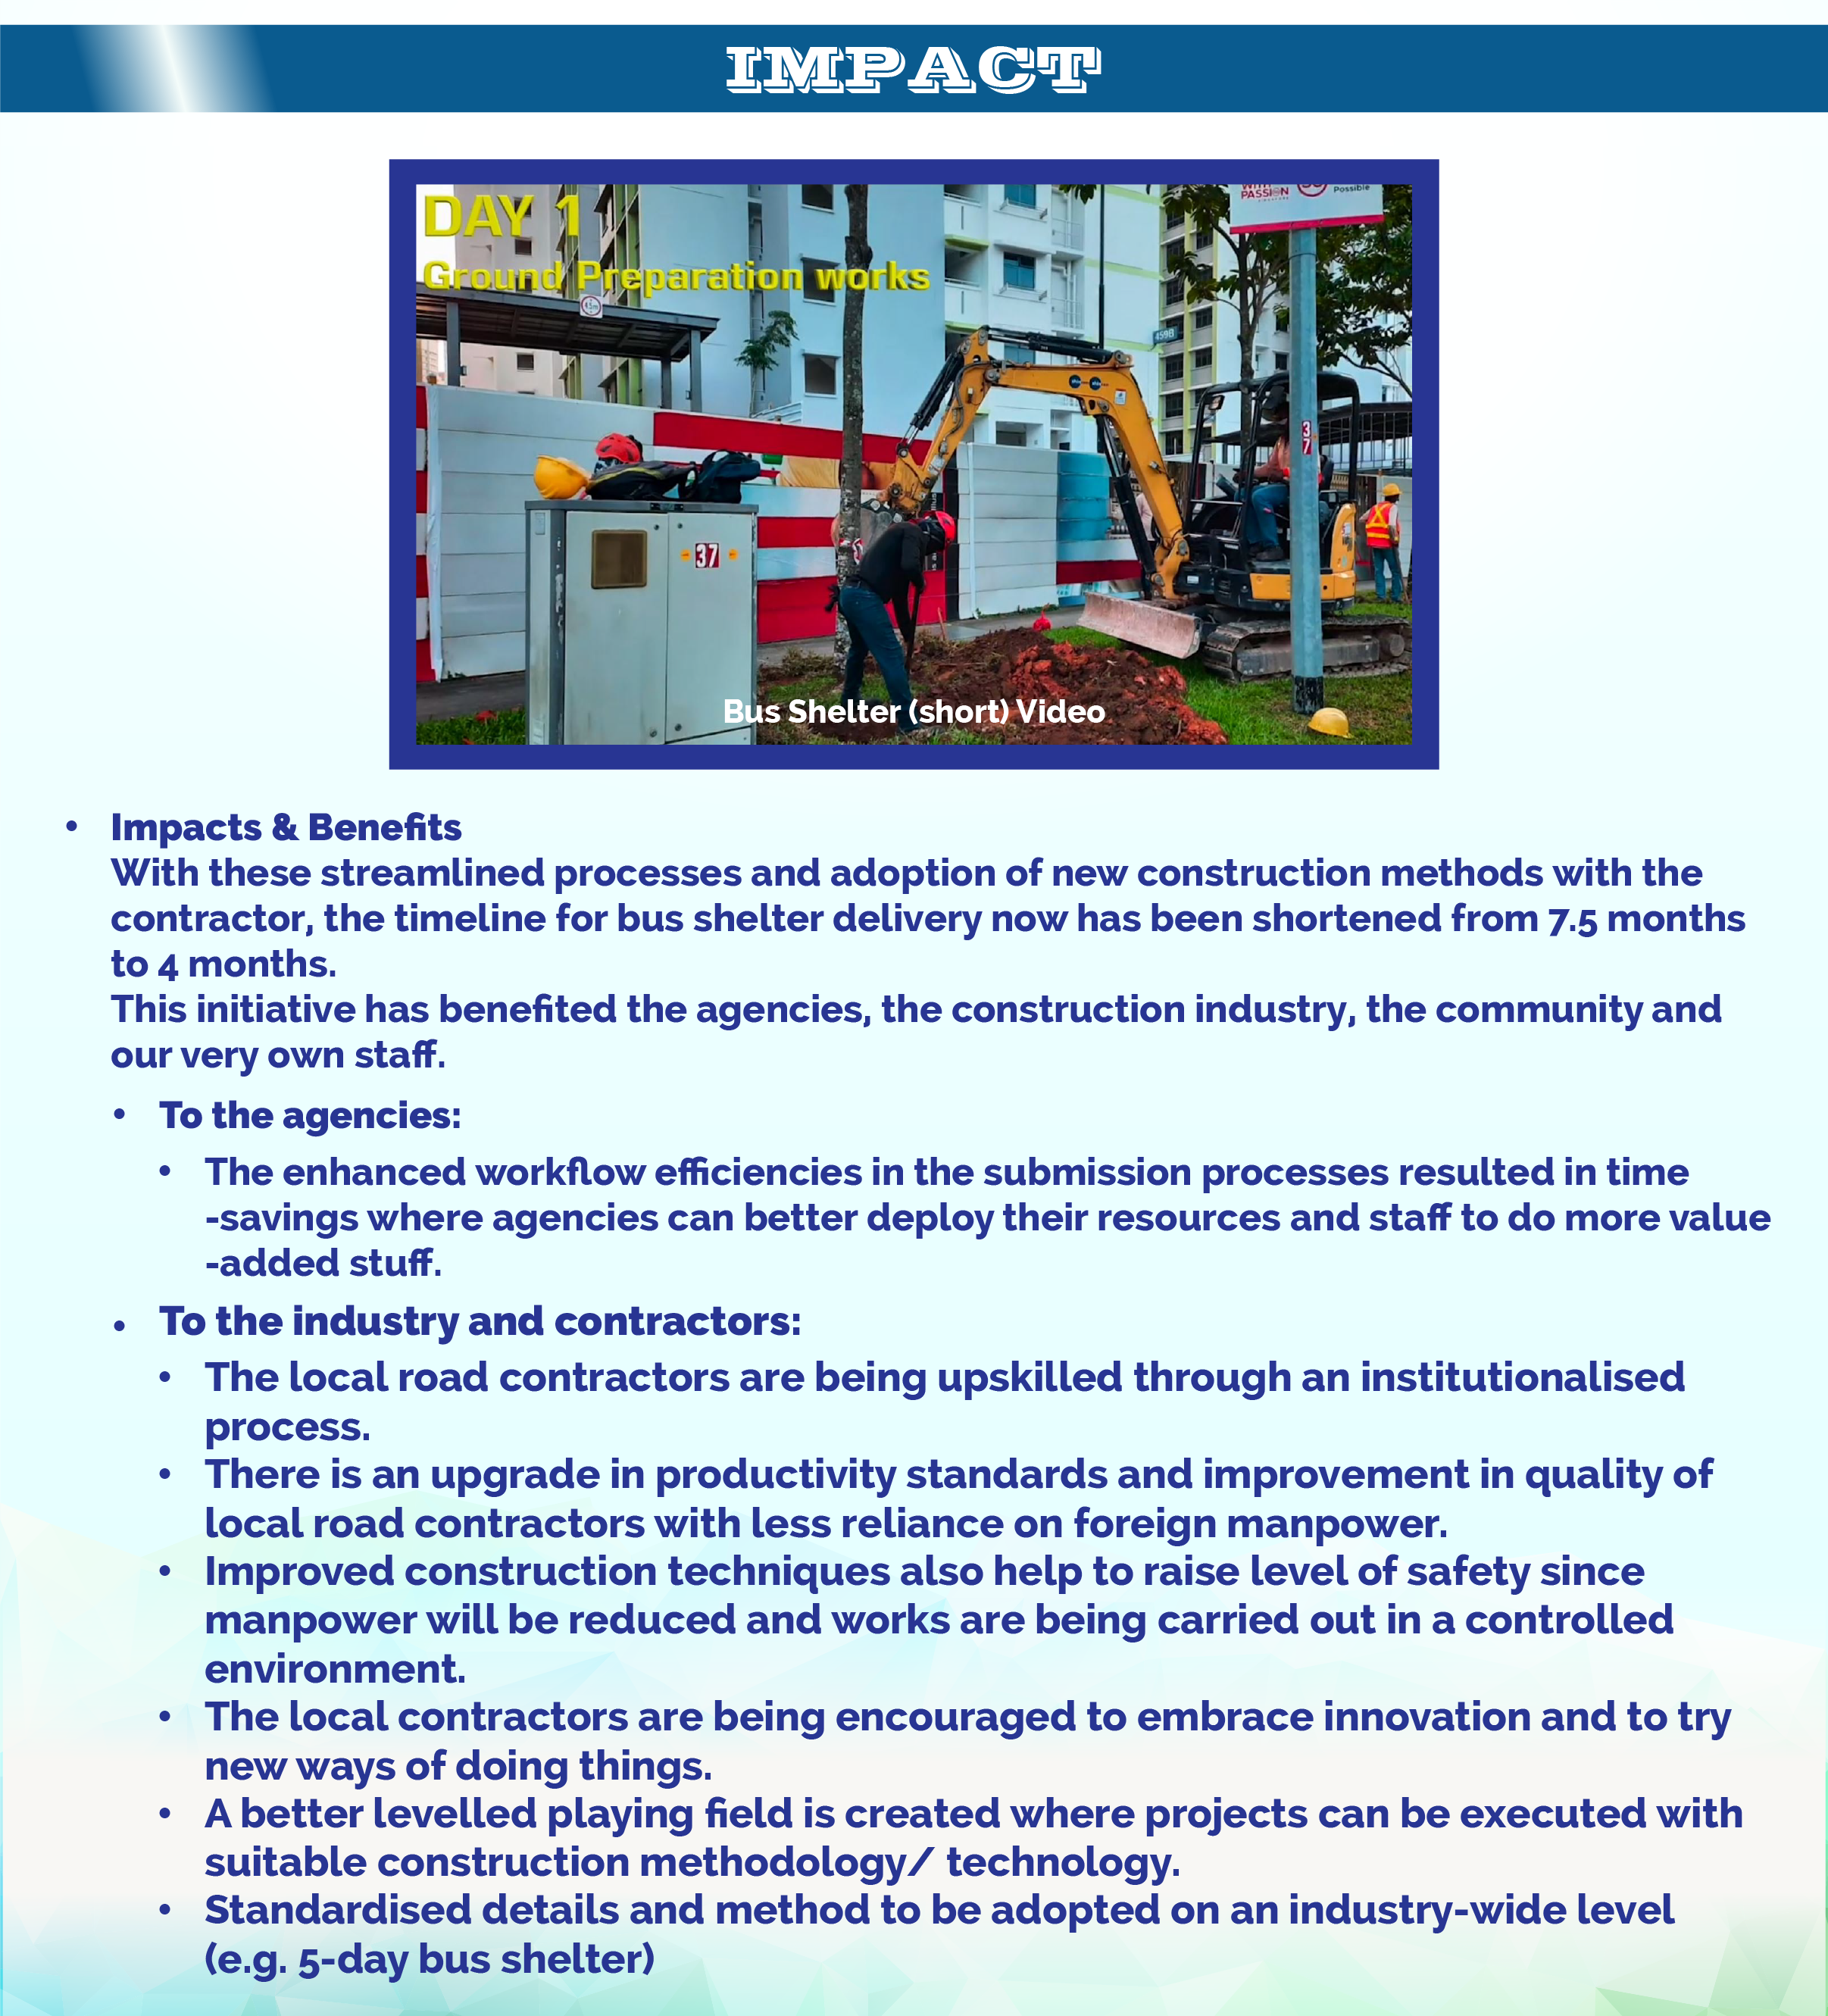 IMPACT
DAY 1
Ground Preparation works
PASSION
Possible
4.5m
459B
37
37
Bus Shelter (short) Video
• Impacts & Benefits
With these streamlined processes and adoption of new construction methods with the
contractor, the timeline for bus shelter delivery now has been shortened from 7.5 months
to 4 months.
This initiative has benefited the agencies, the construction industry, the community and
our very own staff.
• To the agencies:
• The enhanced workflow efficiencies in the submission processes resulted in time
-savings where agencies can better deploy their resources and staff to do more value
-added stuff.
• To the industry and contractors:
• The local road contractors are being upskilled through an institutionalised
process.
• There is an upgrade in productivity standards and improvement in quality of
local road contractors with less reliance on foreign manpower.
• Improved construction techniques also help to raise level of safety since
manpower will be reduced and works are being carried out in a controlled
environment.
• The local contractors are being encouraged to embrace innovation and to try
new ways of doing things.
• A better levelled playing field is created where projects can be executed with
suitable construction methodology/ technology.
• Standardised details and method to be adopted on an industry-wide level
(e.g. 5-day bus shelter)